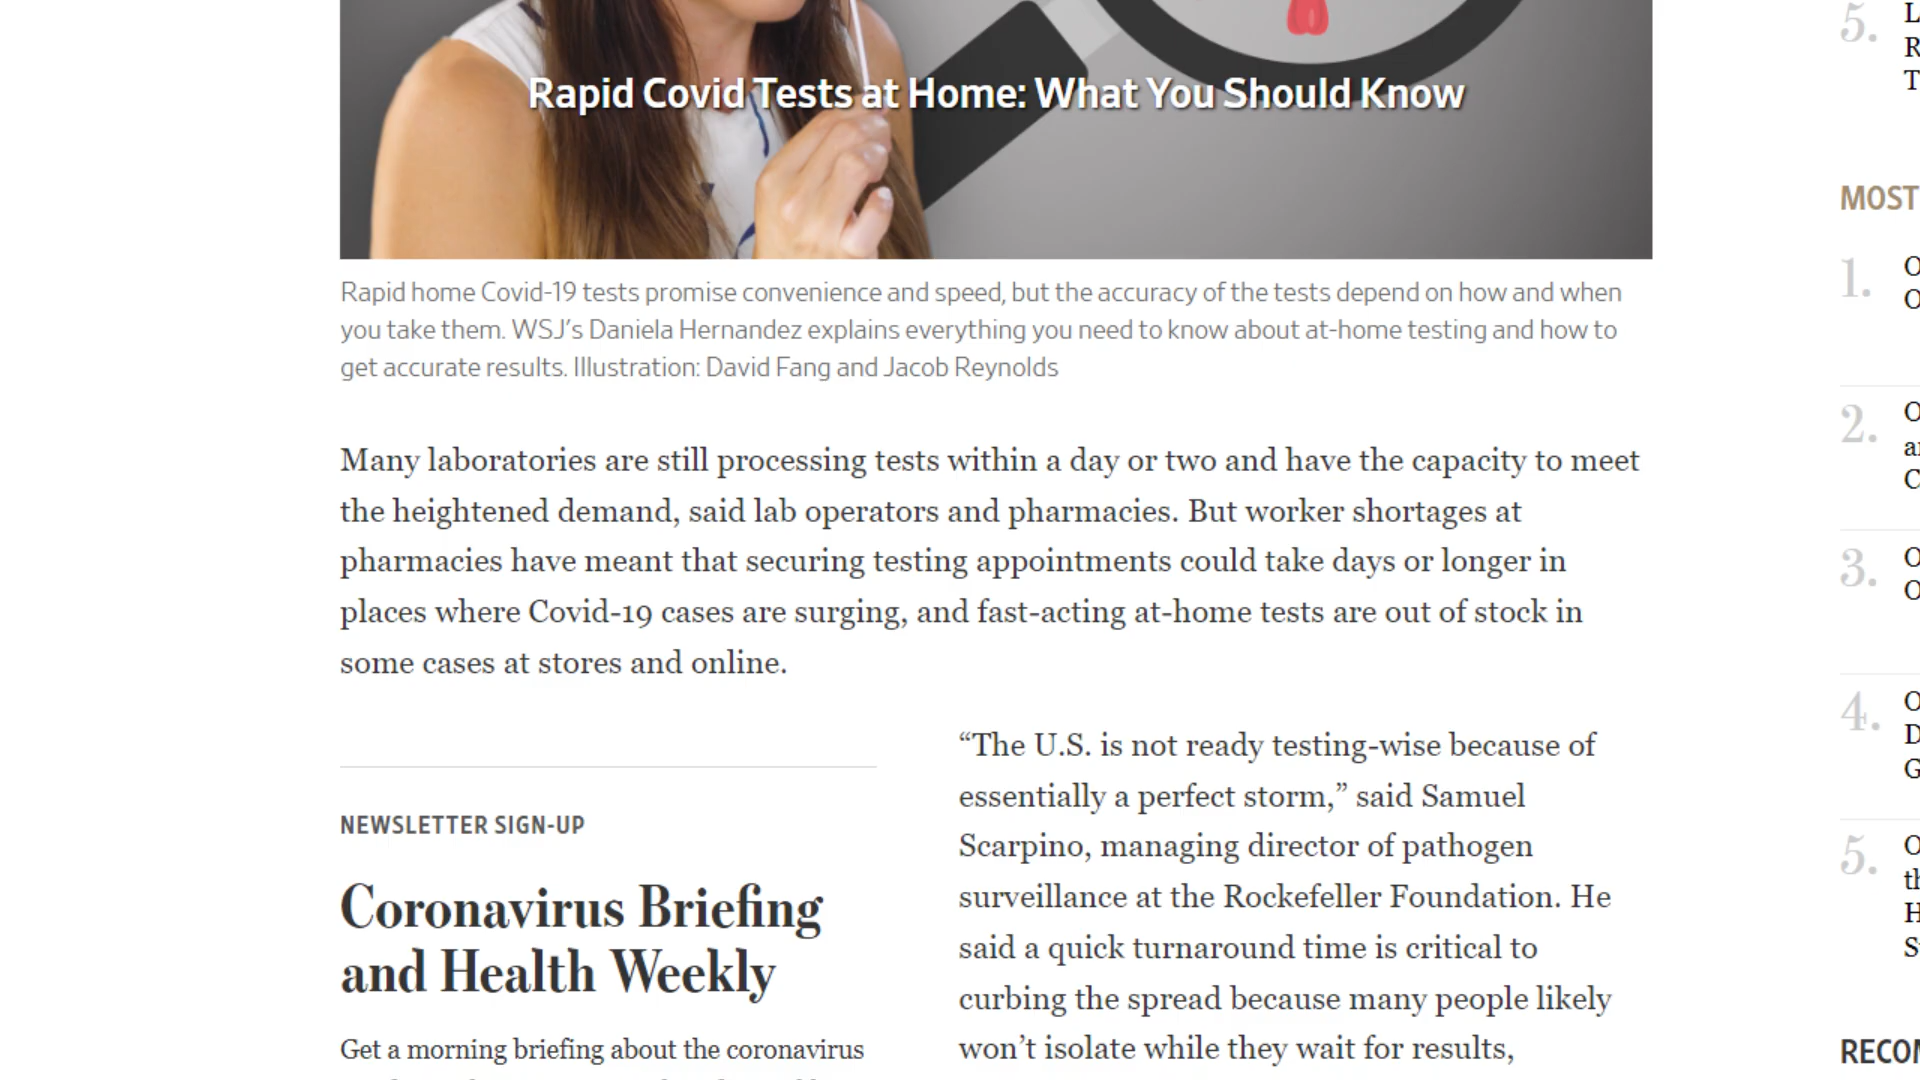 Rapid Covid Tests at Home: What You Should Know
Rapid home Covid-19 tests promise convenience and speed, but the accuracy of the tests depend on how and when
you take them. WSJ’s Daniela Hernandez explains everything you need to know about at-home testing and how to
get accurate results. Illustration: David Fang and Jacob Reynolds
Many laboratories are still processing tests within a day or two and have the capacity to meet
the heightened demand, said lab operators and pharmacies. But worker shortages at
pharmacies have meant that securing testing appointments could take days or longer in
places where Covid-19 cases are surging, and fast-acting at-home tests are out of stock in
some cases at stores and online.
NEWSLETTER SIGN-UP
Coronavirus Briefing
and Health Weekly
Get a morning briefing about the coronavirus
“The U.S. is not ready testing-wise because of
essentially a perfect storm,” said Samuel
Scarpino, managing director of pathogen
surveillance at the Rockefeller Foundation. He
said a quick turnaround time is critical to
curbing the spread because many people likely
won’t isolate while they wait for results,
5.
MOST
1.
2.
3.
4.
5.